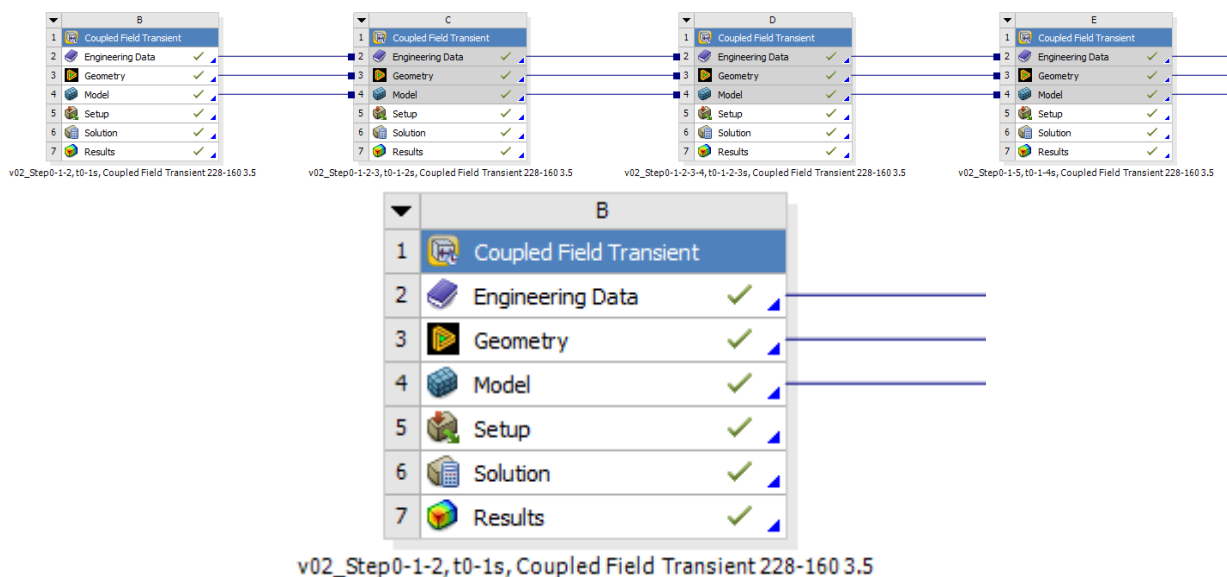 B
1 Coupled Field Transient
2 Engineering Data
3 Geometry
4 Model
5 Setup
6 Solution
7 Results
v02_Step0-1-2, t0-1s, Coupled Field Transient 228-160 3.5
C
1 Coupled Field Transient
2 Engineering Data
3 Geometry
4 Model
5 Setup
6 Solution
7 Results
v02_Step0-1-2-3, t0-1-2s, Coupled Field Transient 228-160 3.5
D
1 Coupled Field Transient
2 Engineering Data
3 Geometry
4 Model
5 Setup
6 Solution
7 Results
v02_Step0-1-2-3-4, t0-1-2-3s, Coupled Field Transient 228-160 3.5
E
1 Coupled Field Transient
2 Engineering Data
3 Geometry
4 Model
5 Setup
6 Solution
7 Results
v02_Step0-1-5, t0-1-4s, Coupled Field Transient 228-160 3.5
B
1 Coupled Field Transient
2 Engineering Data
3 Geometry
4 Model
5 Setup
6 Solution
7 Results
v02_Step0-1-2, t0-1s, Coupled Field Transient 228-160 3.5